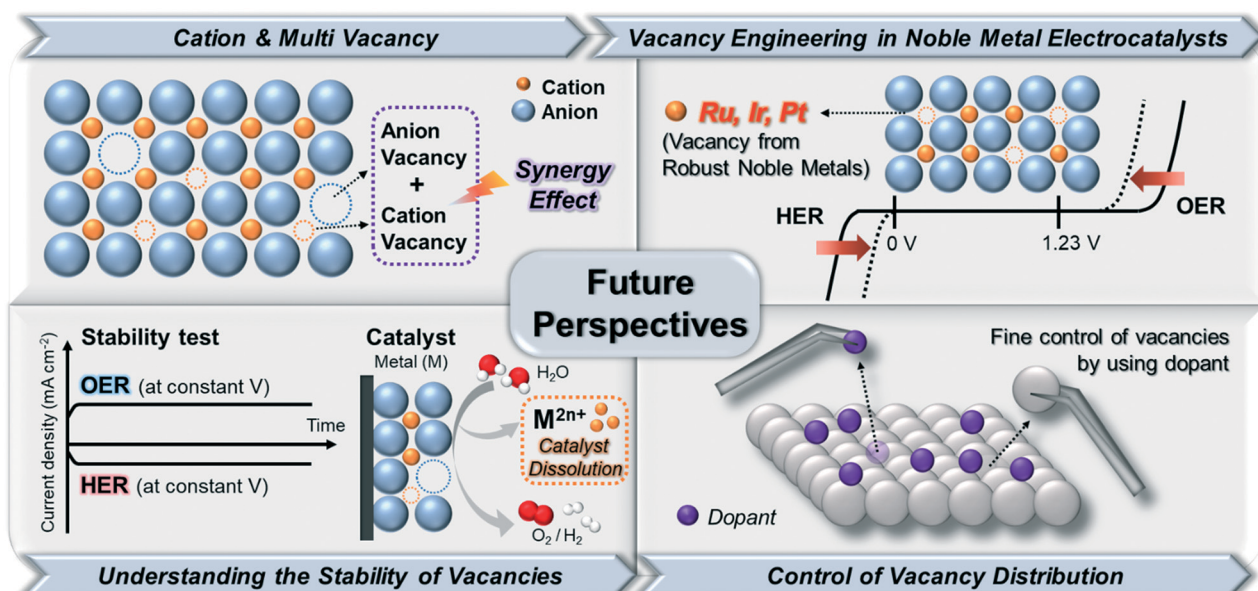 Cation & Multi Vacancy
Vacancy Engineering in Noble Metal Electrocatalysts
Cation
Anion
Anion
Vacancy
+
Cation
Vacancy
Synergy
Effect
Ru, Ir, Pt
(Vacancy from
Robust Noble Metals)
HER
OER
0 V
1.23 V
Future
Perspectives
Stability test
OER (at constant V)
Time
HER (at constant V)
Current density (mA cm⁻²)
Catalyst
Metal (M)
H₂O
M²ⁿ⁺
Catalyst
Dissolution
O₂ / H₂
Fine control of vacancies
by using dopant
Dopant
Understanding the Stability of Vacancies
Control of Vacancy Distribution